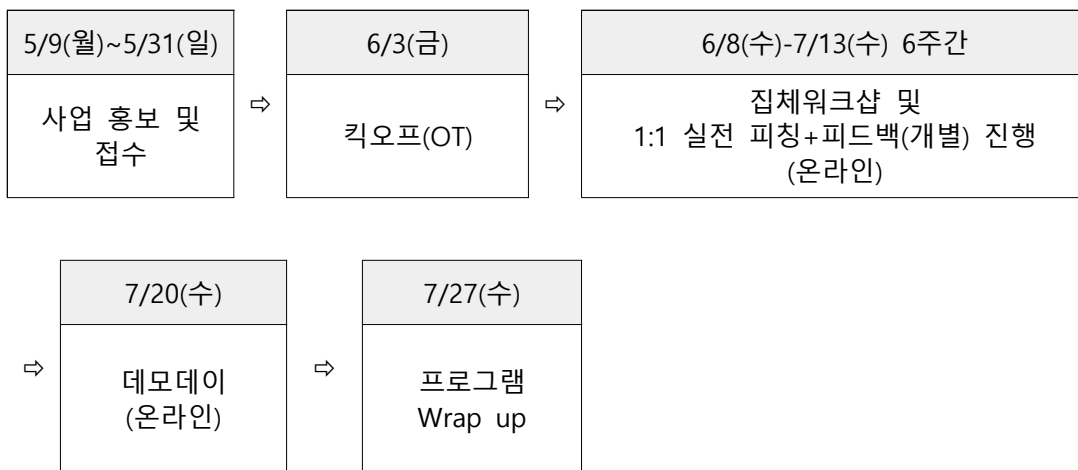 5/9(월)~5/31(일)
사업 홍보 및
접수
⇨
6/3(금)
킥오프(OT)
⇨
6/8(수)-7/13(수) 6주간
집체워크샵 및
1:1 실전 피칭+피드백(개별) 진행
(온라인)
⇨
7/20(수)
데모데이
(온라인)
⇨
7/27(수)
프로그램
Wrap up